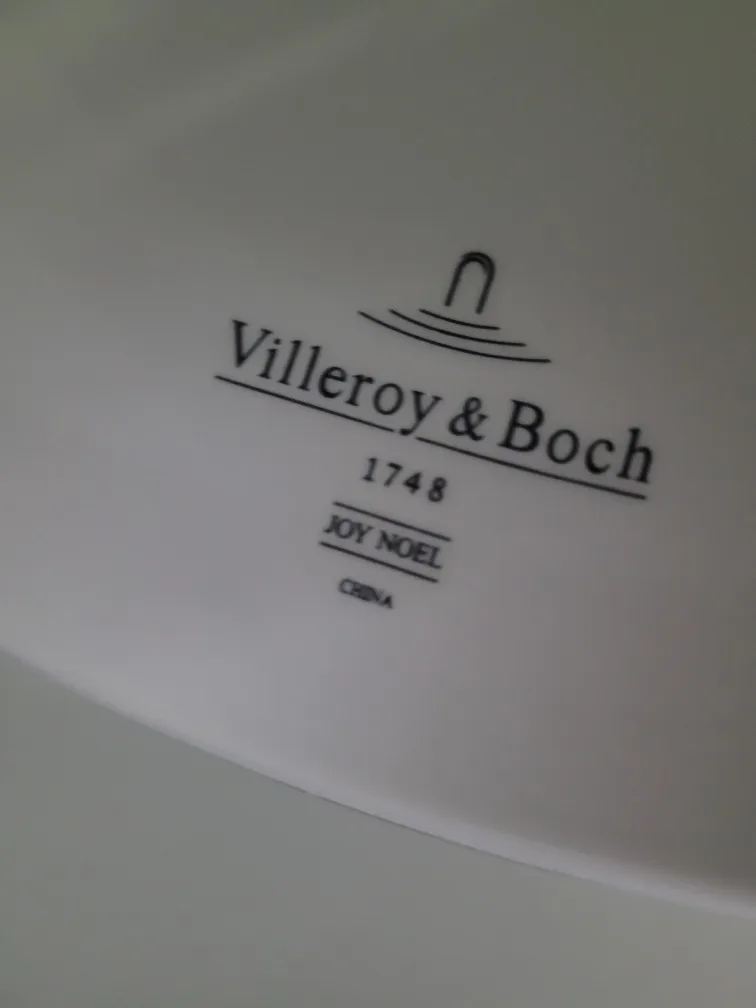 Villeroy & Boch
1748
JOY NOEL
CHINA